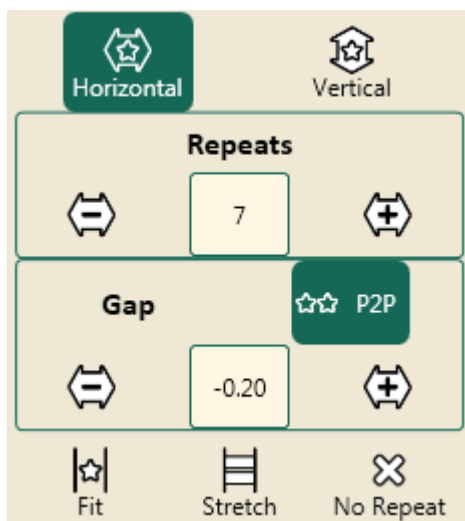 Horizontal Vertical
Repeats
7
Gap P2P
-0.20
Fit Stretch No Repeat